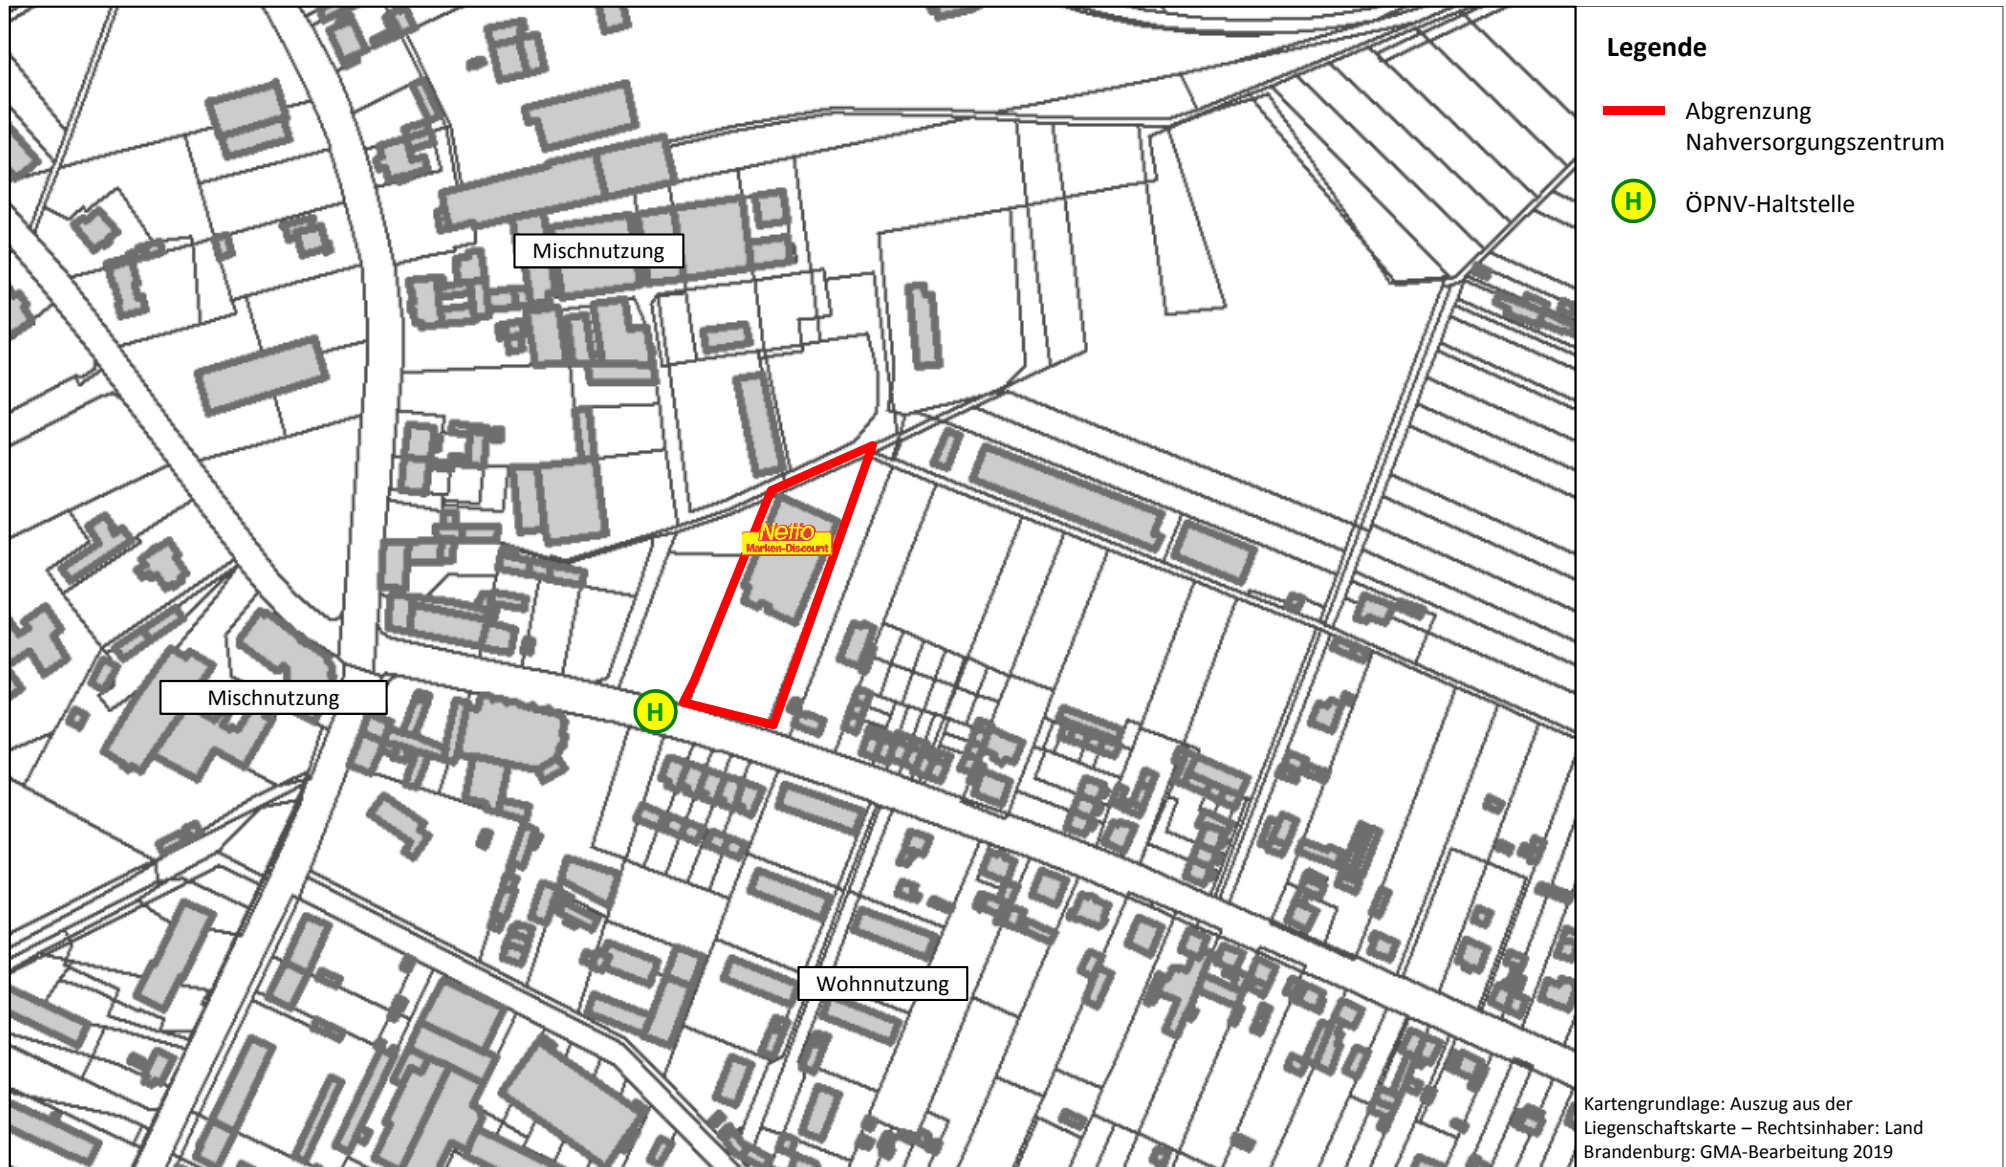 Legende
Abgrenzung
Nahversorgungszentrum
H
ÖPNV-Haltstelle
Mischnutzung
Netto
Marken-Discount
Mischnutzung
H
Wohnnutzung
Kartengrundlage: Auszug aus der
Liegenschaftskarte – Rechtsinhaber: Land
Brandenburg: GMA-Bearbeitung 2019